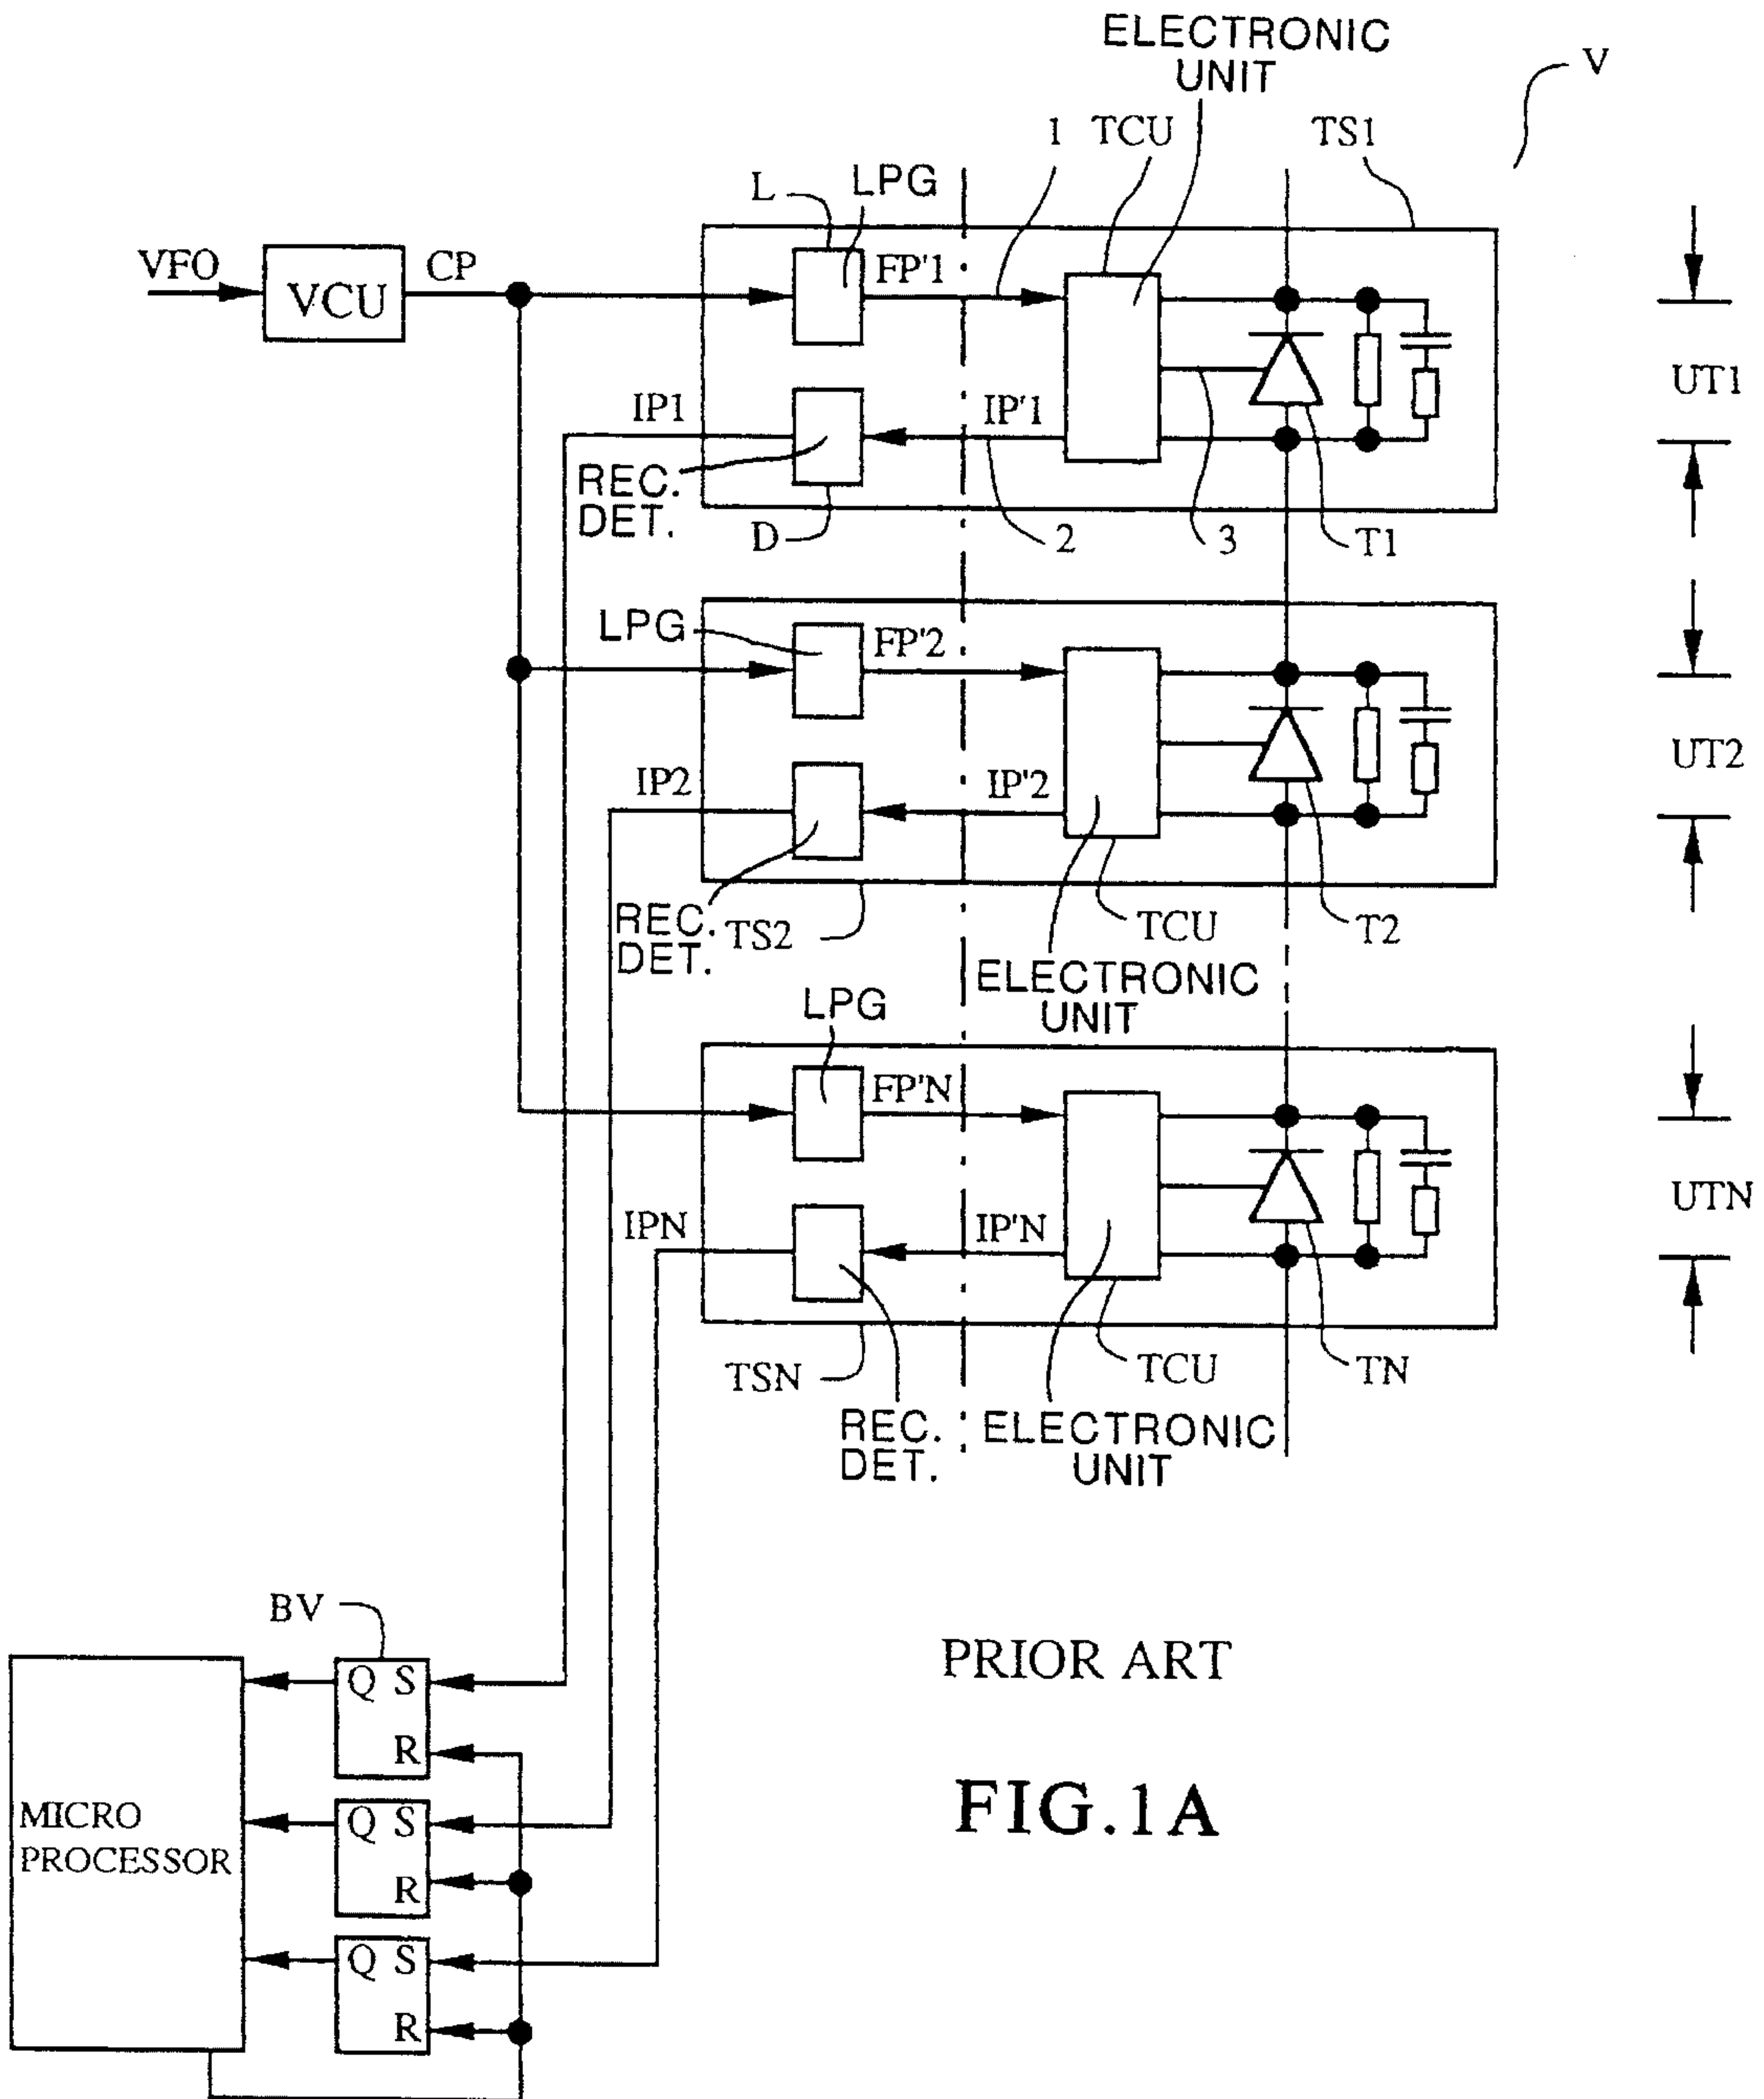 ELECTRONIC
UNIT
V
1
TCU
TS1
L
LPG
VFO
VCU
CP
FP'1
UT1
IP1
IP'1
REC.
DET.
D
2
3
T1
LPG
FP'2
UT2
IP2
IP'2
REC.
DET.
TS2
TCU
T2
ELECTRONIC
UNIT
LPG
FP'N
UTN
IPN
IP'N
TSN
TCU
TN
REC.
DET.
ELECTRONIC
UNIT
BV
Q S
R
MICRO
PROCESSOR
Q S
R
Q S
R
PRIOR ART
FIG.1A